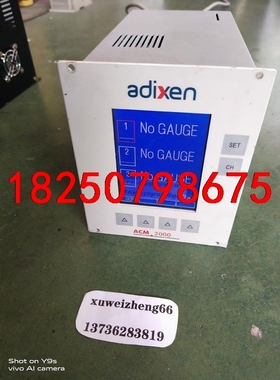 adixen
1 No GAUGE
2 No GAUGE
SET
CH
18250798675
ACM 2000
xuweizheng66
13736283819
Shot on Y9s
vivo AI camera